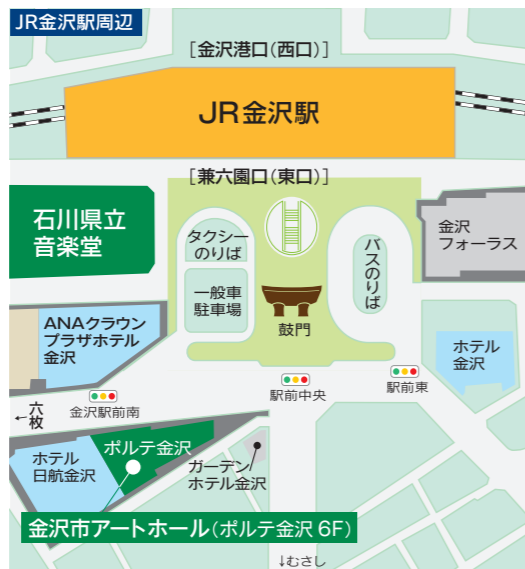 JR金沢駅周辺
［金沢港口(西口)］
JR金沢駅
［兼六園口(東口)］
石川県立
音楽堂
タクシー
のりば
一般車
駐車場
鼓門
バスのりば
金沢
フォーラス
ANAクラウン
プラザホテル
金沢
ホテル
金沢
駅前中央
駅前東
金沢駅前南
←六枚
ポルテ金沢
ホテル
日航金沢
ガーデン
ホテル金沢
金沢市アートホール(ポルテ金沢 6F)
↓むさし